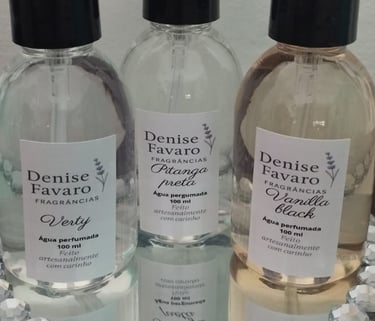 Denise
Favaro
FRAGRÂNCIAS
Verty
Água perfumada
100 ml
Feito
artesanalmente
com carinho
Denise
Favaro
FRAGRÂNCIAS
Pitanga
preta
Água pergumada
100 ml
Feito
artesanalmente
com carinho
Denise
Favaro
FRAGRÂNCIAS
Vanilla
black
Água perfumada
100 ml
Feito
artesanalmente
com carinho